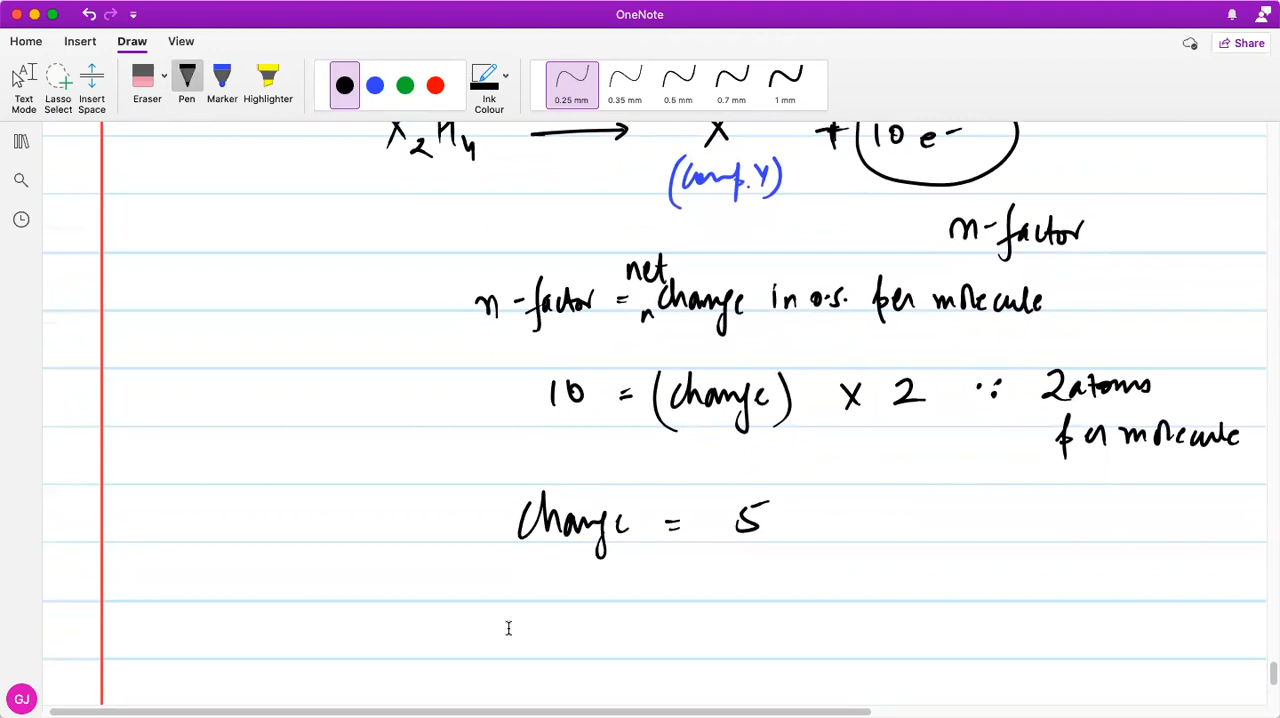 OneNote
Home Insert Draw View
Share
Text Mode
Lasso Select
Insert Space
Eraser
Pen
Marker
Highlighter
Ink Colour
0.25 mm
0.35 mm
0.5 mm
0.7 mm
1 mm
X₂H₄ ⟶ X + 10 e-
(comp. Y)
n-factor
net
n-factor = ^ change in o.s. per molecule
10 = (change) x 2 ∵ 2 atoms
per molecule
change = 5
GJ